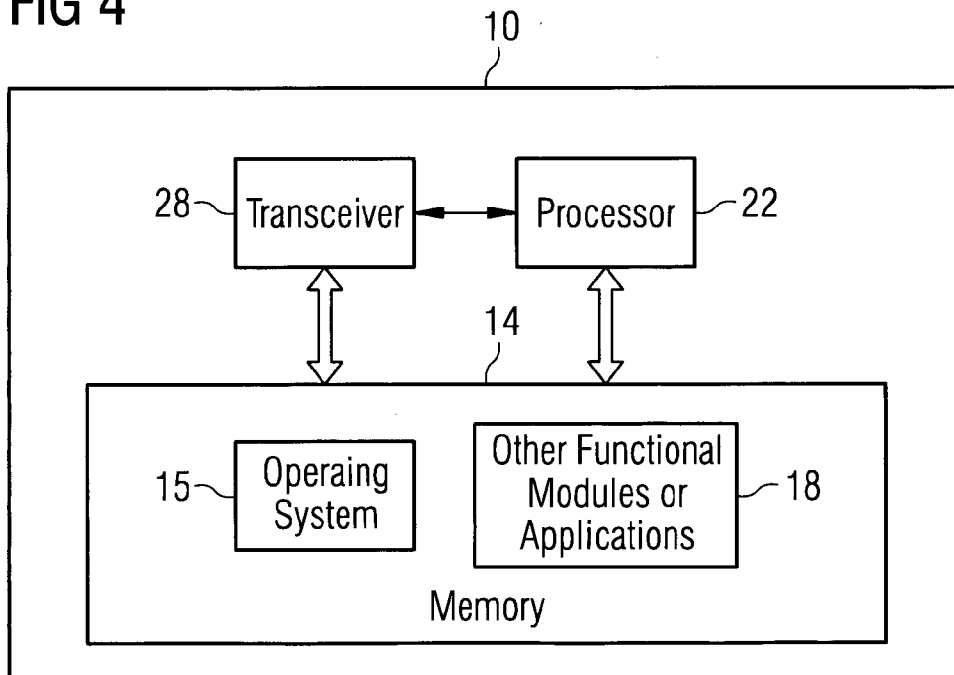 FIG 4
10
28
Transceiver
Processor
22
14
15
Operaing
System
Other Functional
Modules or
Applications
18
Memory